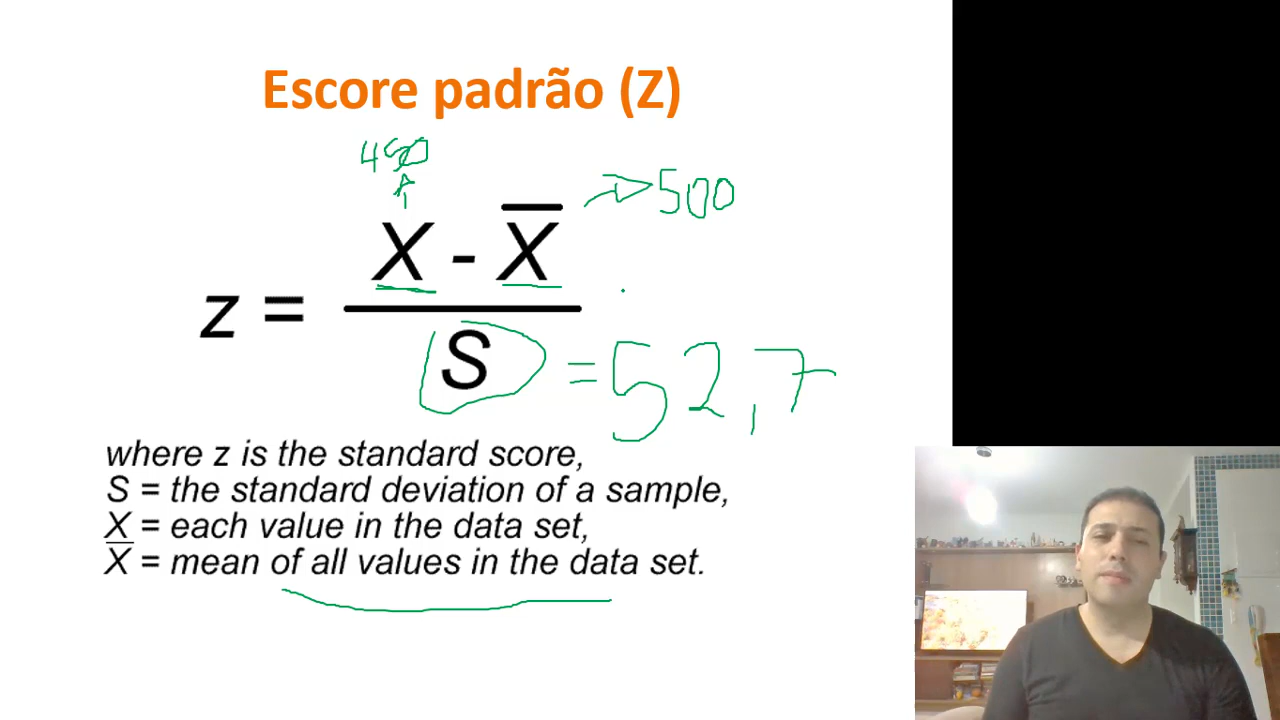 Escore padrão (Z)
450
500
X - X̅
z =
S = 52,7
where z is the standard score,
S = the standard deviation of a sample,
X = each value in the data set,
X̅ = mean of all values in the data set.